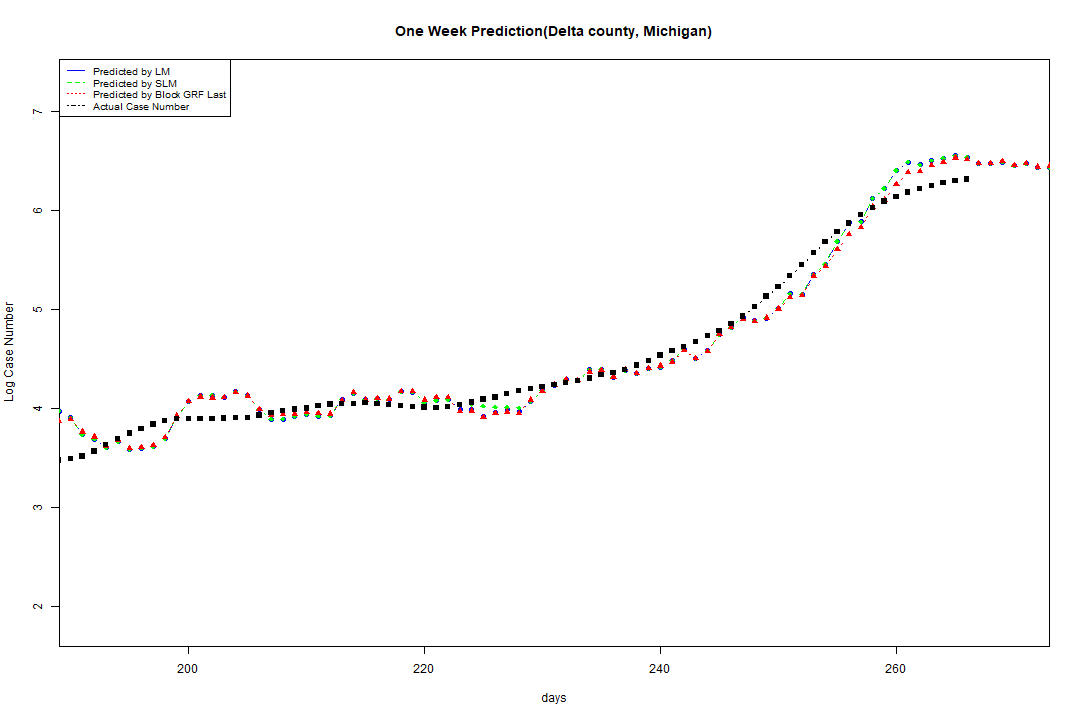 One Week Prediction(Delta county, Michigan)
Predicted by LM
Predicted by SLM
Predicted by Block GRF Last
Actual Case Number
7
6
5
4
3
2
Log Case Number
200
220
240
260
days